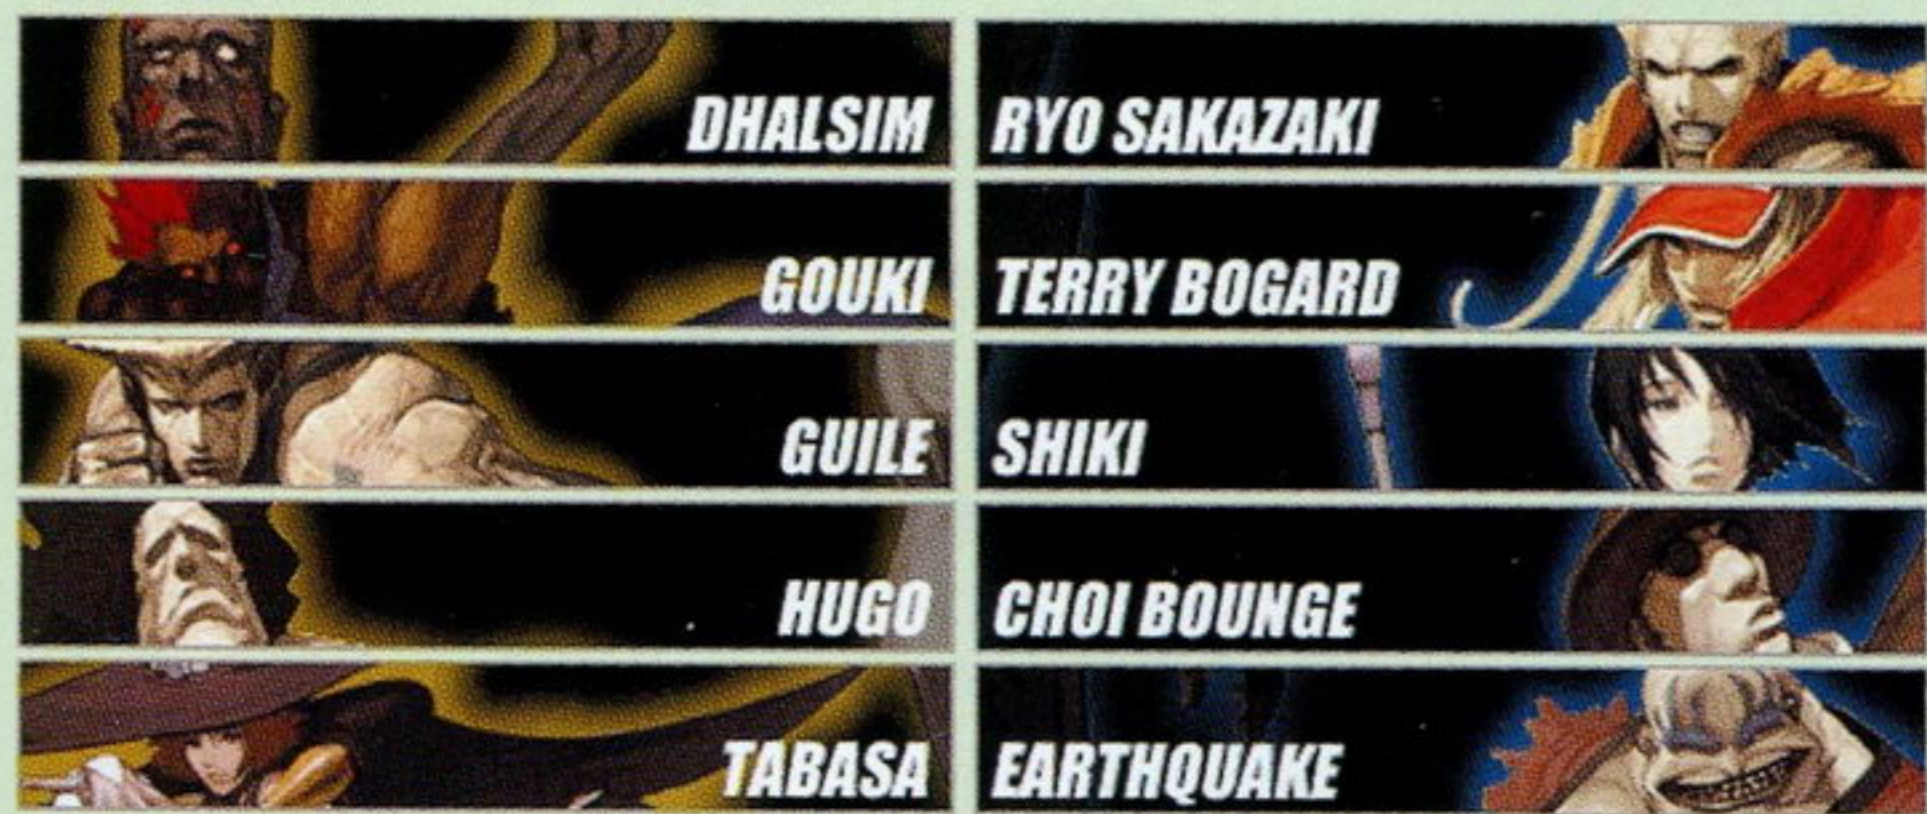 DHALSIM
RYO SAKAZAKI
GOUKI
TERRY BOGARD
GUILE
SHIKI
HUGO
CHOI BOUNGE
TABASA
EARTHQUAKE